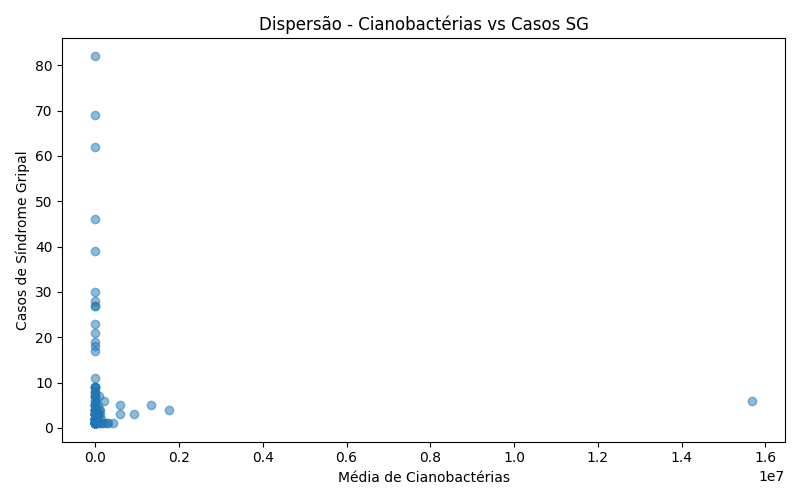 Dispersão - Cianobactérias vs Casos SG
Casos de Síndrome Gripal
80
70
60
50
40
30
20
10
0
0.0 0.2 0.4 0.6 0.8 1.0 1.2 1.4 1.6
1e7
Média de Cianobactérias